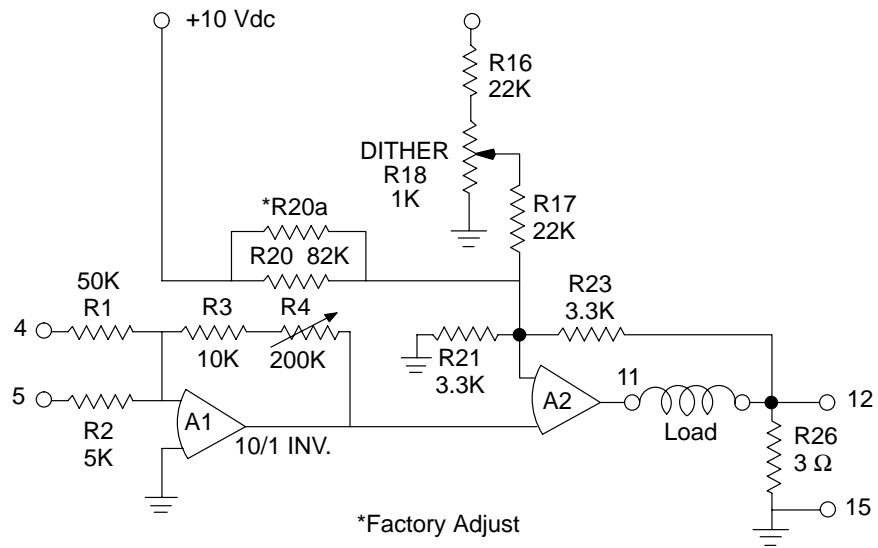 +10 Vdc
R16
22K
DITHER
R18
1K
R17
22K
*R20a
R20 82K
50K
R1
R3
R4
R23
3.3K
4
10K
200K
R21
3.3K
5
R2
5K
A1
10/1 INV.
A2
11
Load
12
R26
3 Ω
15
*Factory Adjust